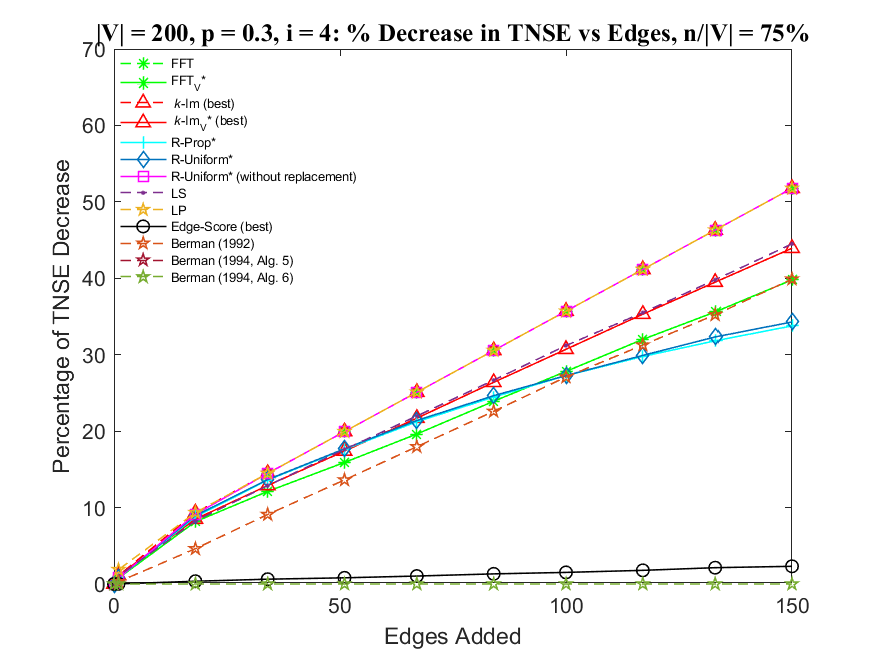 |V| = 200, p = 0.3, i = 4: % Decrease in TNSE vs Edges, n/|V| = 75%
70
60
50
40
30
20
10
0
Percentage of TNSE Decrease
FFT
FFTV*
k-Im (best)
k-ImV* (best)
R-Prop*
R-Uniform*
R-Uniform* (without replacement)
LS
LP
Edge-Score (best)
Berman (1992)
Berman (1994, Alg. 5)
Berman (1994, Alg. 6)
0 50 100 150
Edges Added